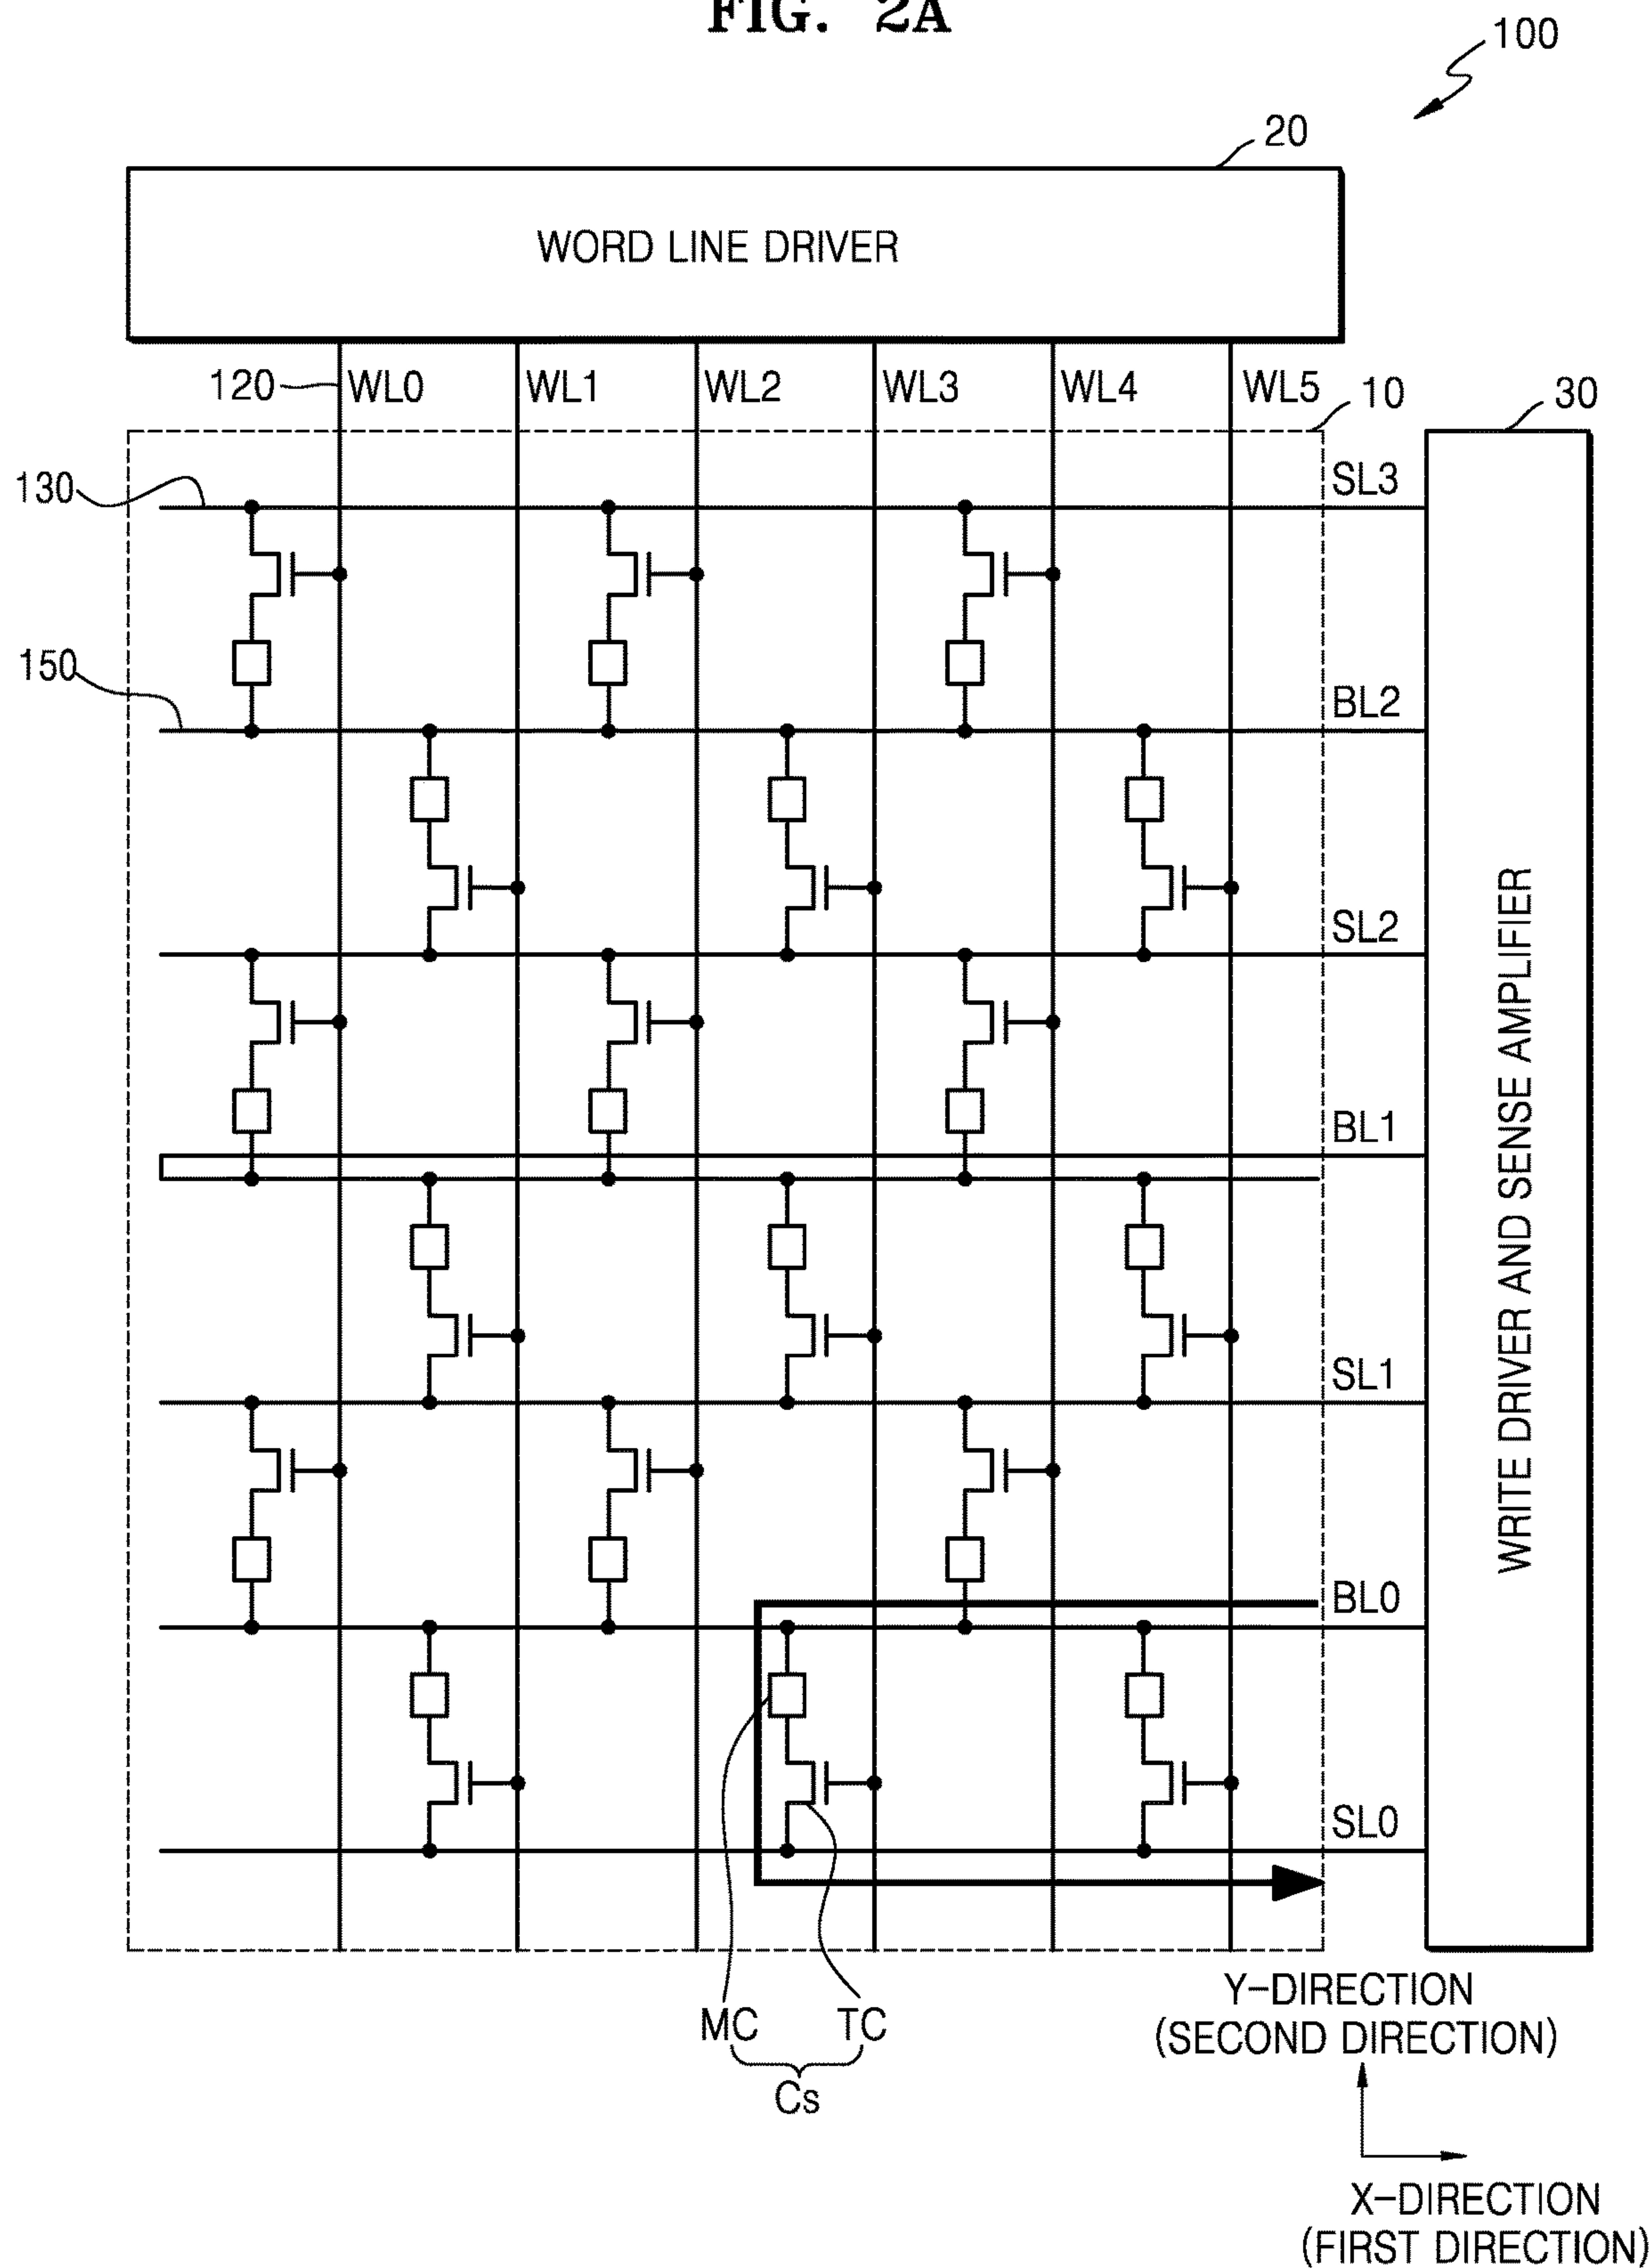 FIG. 2A
100
20
WORD LINE DRIVER
120 WL0 WL1 WL2 WL3 WL4 WL5 10 30
SL3
130
150
BL2
SL2
BL1
SL1
BL0
SL0
WRITE DRIVER AND SENSE AMPLIFIER
MC TC
Cs
Y-DIRECTION
(SECOND DIRECTION)
X-DIRECTION
(FIRST DIRECTION)